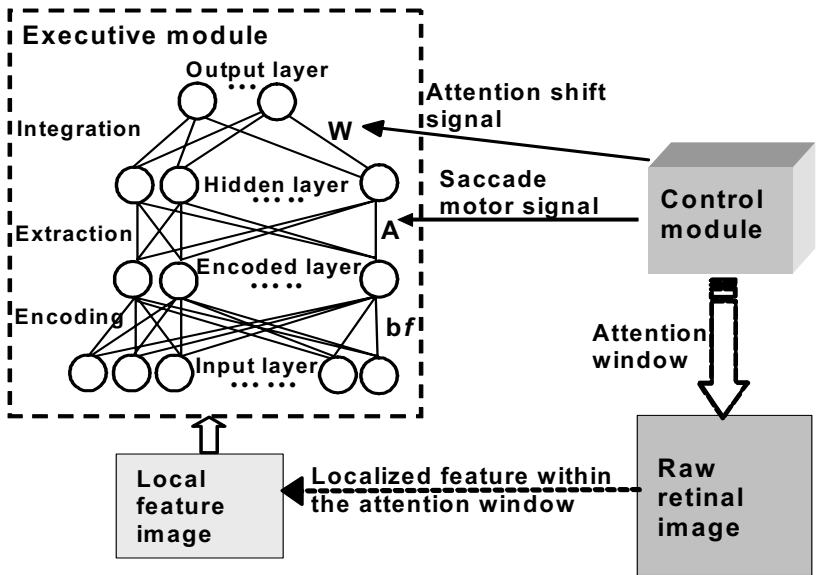 Executive module
Output layer
Integration
W
Attention shift
signal
Hidden layer
Saccade
motor signal
Control
module
Extraction
A
Encoded layer
Encoding
bf
Attention
window
Input layer
Local
feature
image
Localized feature within
the attention window
Raw
retinal
image